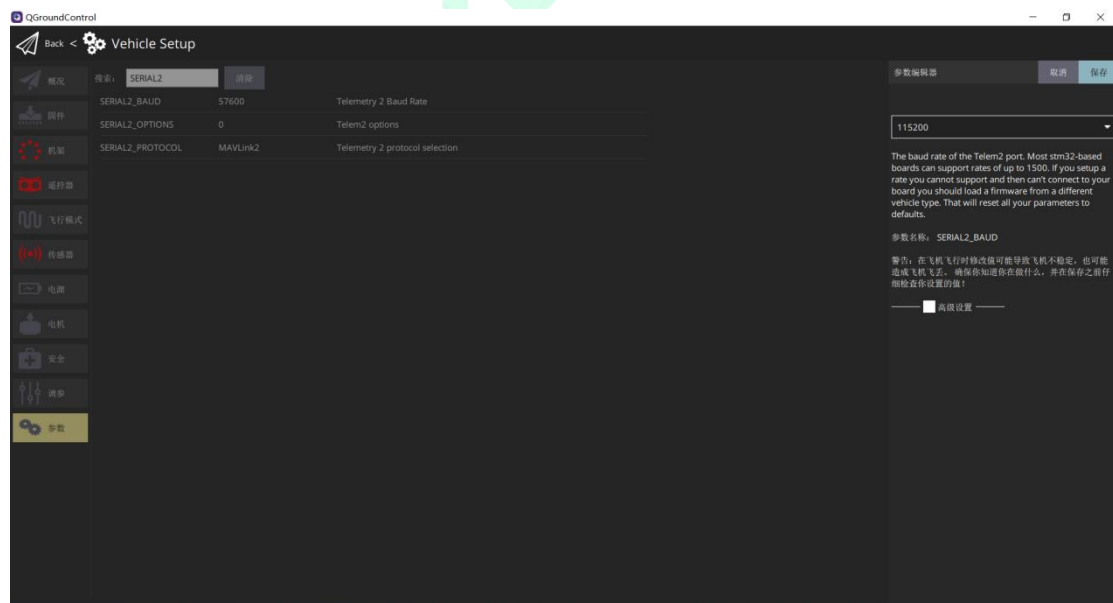 QGroundControl
Back < Vehicle Setup
概况
固件
机架
遥控器
飞行模式
传感器
电源
电机
安全
调参
参数
搜索： SERIAL2 清除
SERIAL2_BAUD 57600 Telemetry 2 Baud Rate
SERIAL2_OPTIONS 0 Telem2 options
SERIAL2_PROTOCOL MAVLink2 Telemetry 2 protocol selection
参数编辑器 取消 保存
115200
The baud rate of the Telem2 port. Most stm32-based
boards can support rates of up to 1500. If you setup a
rate you cannot support and then can't connect to your
board you should load a firmware from a different
vehicle type. That will reset all your parameters to
defaults.
参数名称： SERIAL2_BAUD
警告：在飞机飞行时修改值可能导致飞机不稳定，也可能
造成飞机飞丢。 确保你知道你在做什么，并在保存之前仔
细检查你设置的值！
高级设置